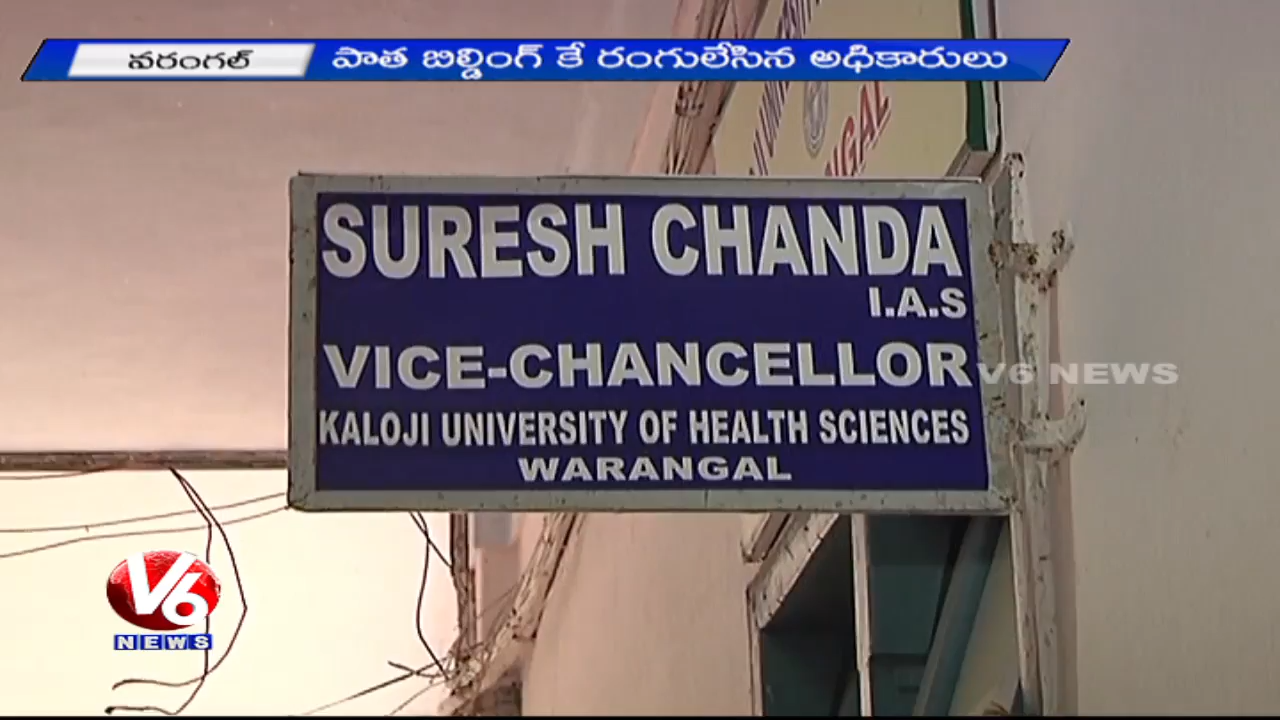 వరంగల్ పాత బిల్డింగ్ కే రంగులేసిన అధికారులు
SURESH CHANDA
I.A.S
VICE-CHANCELLOR
V6 NEWS
KALOJI UNIVERSITY OF HEALTH SCIENCES
WARANGAL
V6
NEWS